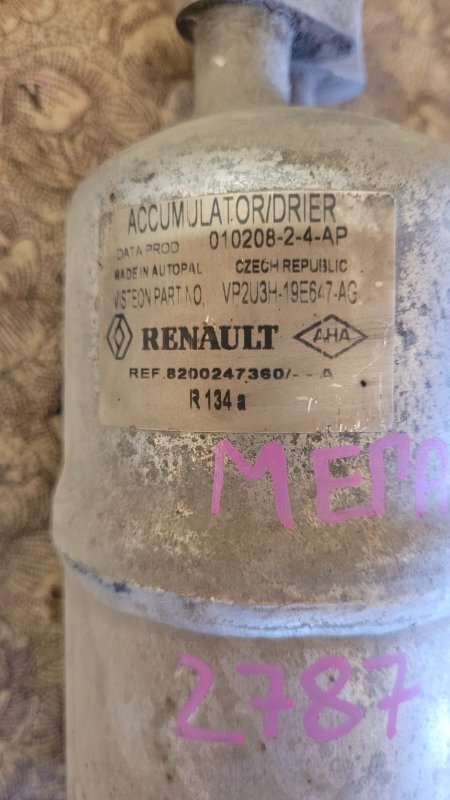 ACCUMULATOR/DRIER
DATA PROD 010208-2-4-AP
MADE IN AUTOPAL CZECH REPUBLIC
VISTEON PART NO. VP2U3H-19E647-AG
RENAULT AHA
REF.8200247360/--A
R 134 a
МЕГА
2787